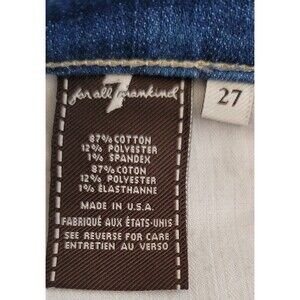 7
for all mankind
27
87% COTTON
12% POLYESTER
1% SPANDEX
87% COTON
12% POLYESTER
1% ÉLASTHANNE
MADE IN U.S.A.
FABRIQUÉ AUX ÉTATS-UNIS
SEE REVERSE FOR CARE
ENTRETIEN AU VERSO